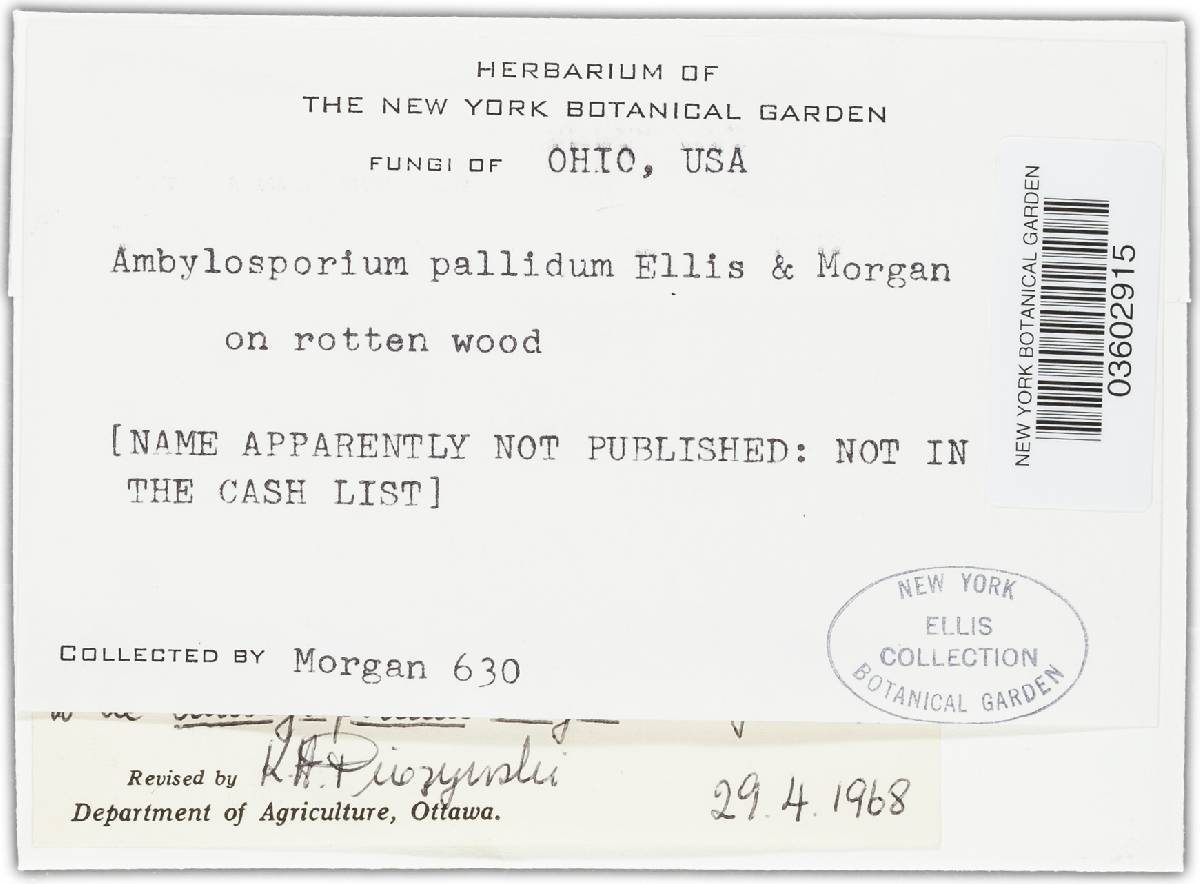 HERBARIUM OF
THE NEW YORK BOTANICAL GARDEN
FUNGI OF OHIO, USA
Ambylosporium pallidum Ellis & Morgan
on rotten wood
[NAME APPARENTLY NOT PUBLISHED: NOT IN
THE CASH LIST]
NEW YORK BOTANICAL GARDEN
03602915
NEW YORK
ELLIS
COLLECTION
BOTANICAL GARDEN
COLLECTED BY Morgan 630
Revised by K.A. Pirozynski
29.4.1968
Department of Agriculture, Ottawa.